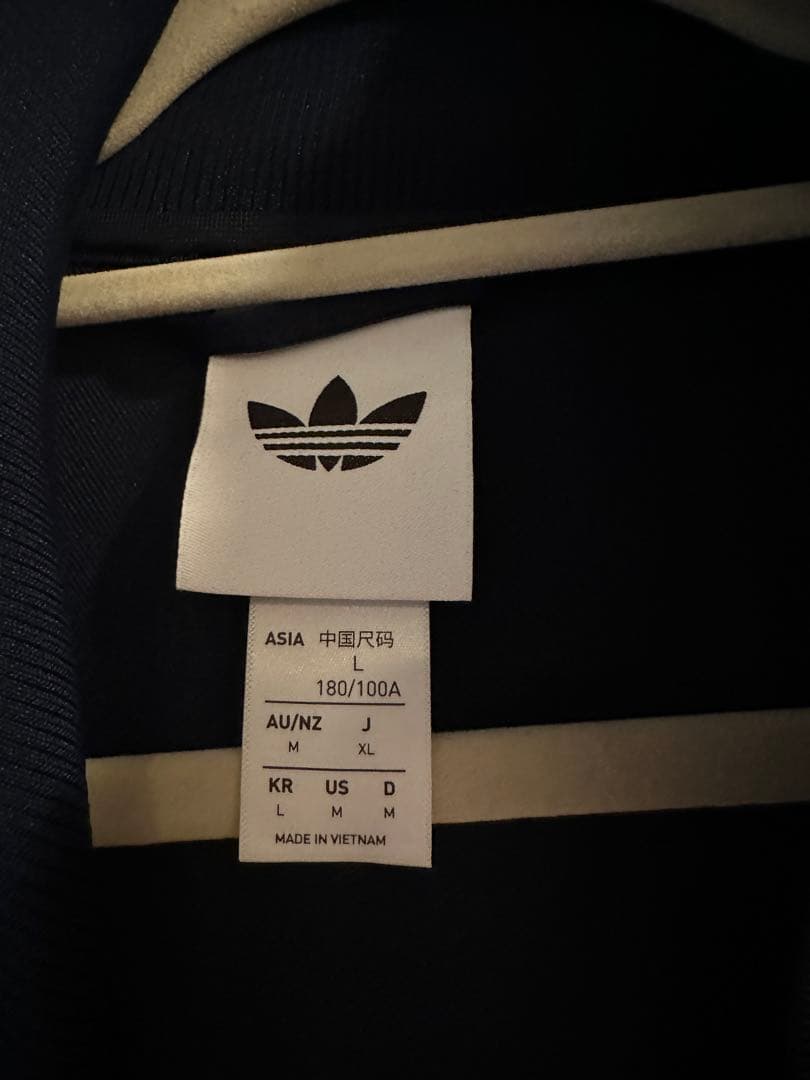 ASIA 中国尺码
L
180/100A
AU/NZ J
M XL
KR US D
L M M
MADE IN VIETNAM